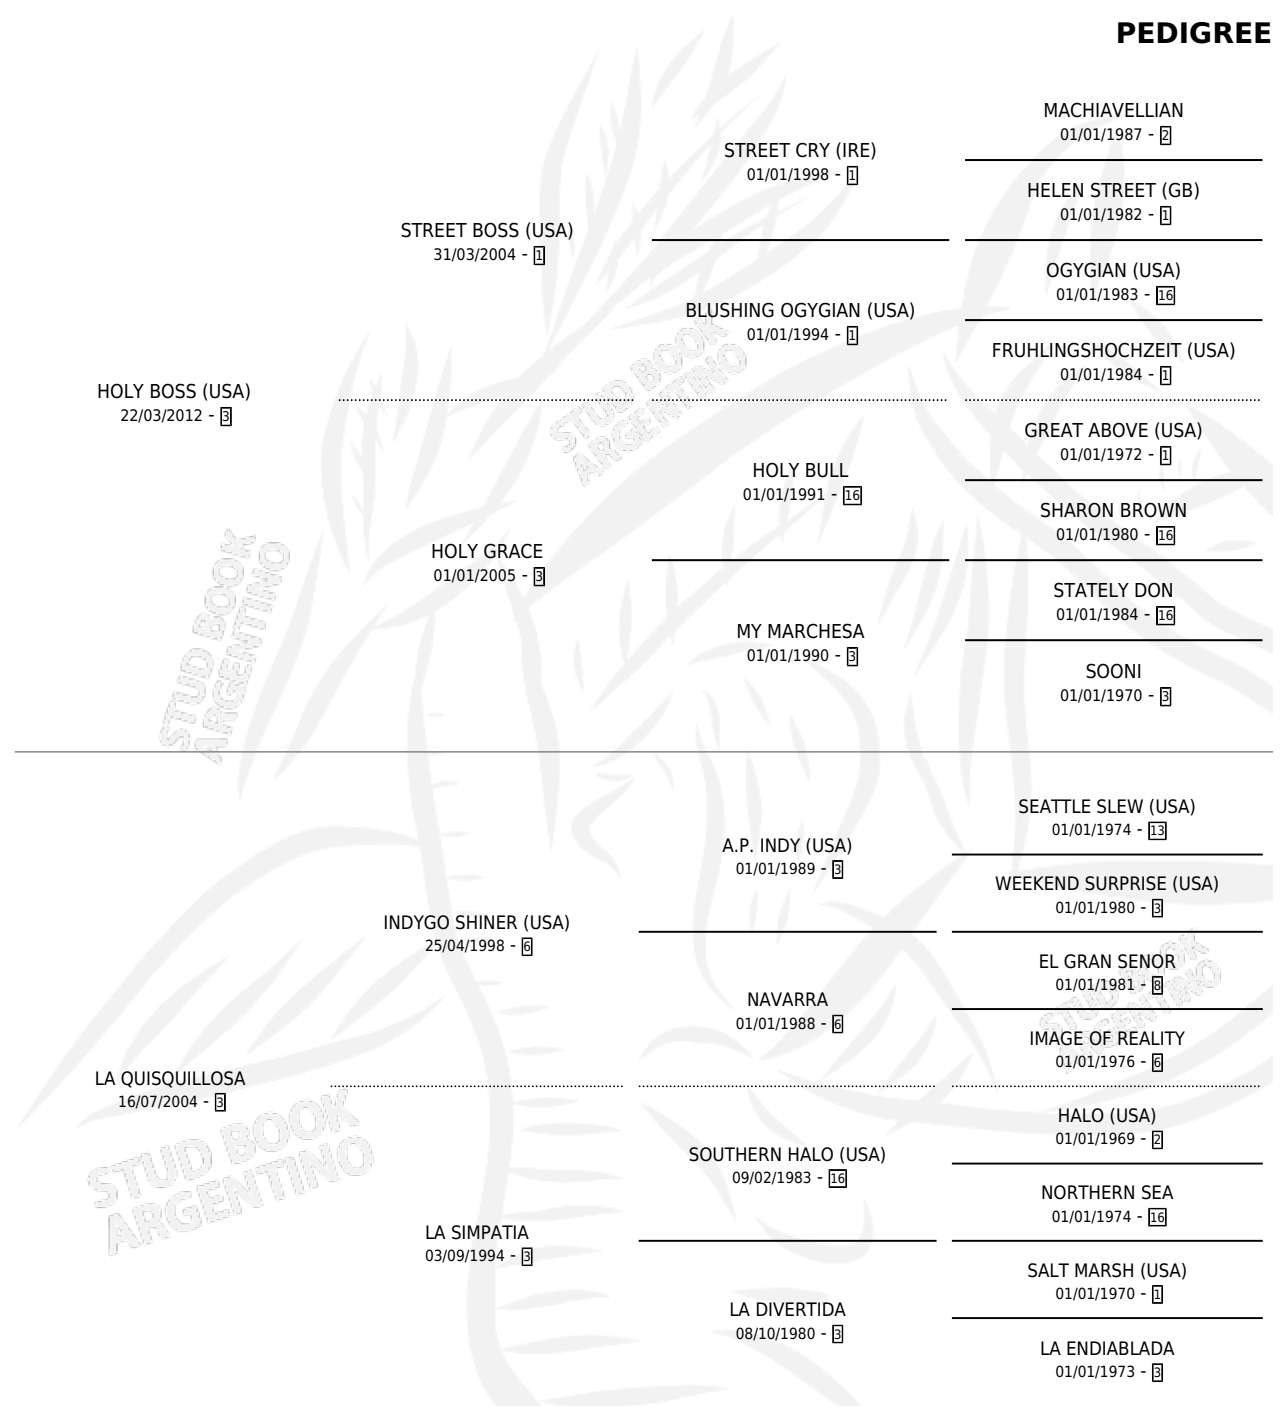 PEDIGREE
MACHIAVELLIAN
01/01/1987 - 2
STREET CRY (IRE)
01/01/1998 - 1
HELEN STREET (GB)
01/01/1982 - 1
STREET BOSS (USA)
31/03/2004 - 1
OGYGIAN (USA)
01/01/1983 - 16
BLUSHING OGYGIAN (USA)
01/01/1994 - 1
FRUHLINGSHOCHZEIT (USA)
01/01/1984 - 1
HOLY BOSS (USA)
22/03/2012 - 3
GREAT ABOVE (USA)
01/01/1972 - 1
HOLY BULL
01/01/1991 - 16
SHARON BROWN
01/01/1980 - 16
HOLY GRACE
01/01/2005 - 3
STATELY DON
01/01/1984 - 16
MY MARCHESA
01/01/1990 - 3
SOONI
01/01/1970 - 3
SEATTLE SLEW (USA)
01/01/1974 - 13
A.P. INDY (USA)
01/01/1989 - 3
WEEKEND SURPRISE (USA)
01/01/1980 - 3
INDYGO SHINER (USA)
25/04/1998 - 6
EL GRAN SENOR
01/01/1981 - 8
NAVARRA
01/01/1988 - 6
IMAGE OF REALITY
01/01/1976 - 6
LA QUISQUILLOSA
16/07/2004 - 3
HALO (USA)
01/01/1969 - 2
SOUTHERN HALO (USA)
09/02/1983 - 16
NORTHERN SEA
01/01/1974 - 16
LA SIMPATIA
03/09/1994 - 3
SALT MARSH (USA)
01/01/1970 - 1
LA DIVERTIDA
08/10/1980 - 3
LA ENDIABLADA
01/01/1973 - 3
STUD BOOK
ARGENTINO
STUD BOOK
ARGENTINO
STUD BOOK
ARGENTINO
STUD BOOK
ARGENTINO